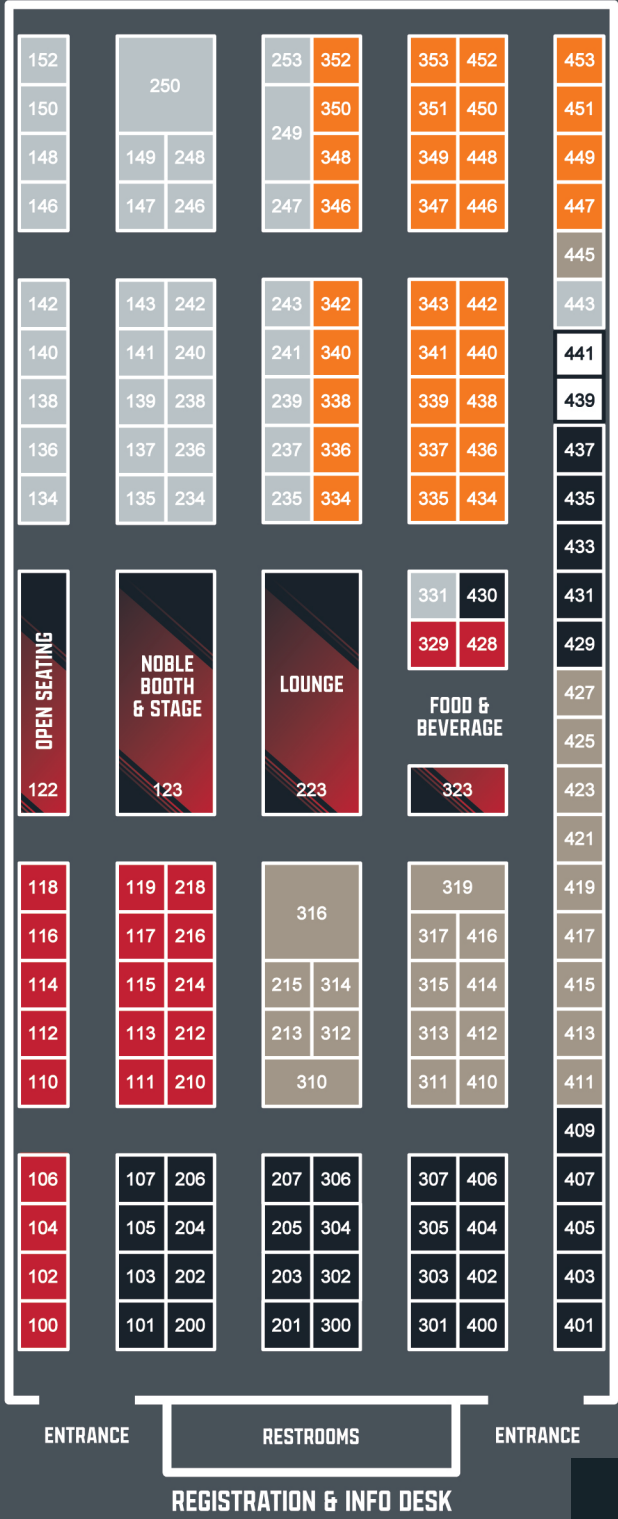 152 250 253 352 353 452 453
150 249 350 351 450 451
148 149 248 348 349 448 449
146 147 246 247 346 347 446 447
445
142 143 242 243 342 343 442 443
140 141 240 241 340 341 440 441
138 139 238 239 338 339 438 439
136 137 236 237 336 337 436 437
134 135 234 235 334 335 434 435
433
331 430 431
329 428 429
OPEN SEATING
122
NOBLE
BOOTH
& STAGE
123
LOUNGE
223
FOOD &
BEVERAGE
323
427
425
423
421
118 119 218 316 319 419
116 117 216 317 416 417
114 115 214 215 314 315 414 415
112 113 212 213 312 313 412 413
110 111 210 310 311 410 411
409
106 107 206 207 306 307 406 407
104 105 204 205 304 305 404 405
102 103 202 203 302 303 402 403
100 101 200 201 300 301 400 401
ENTRANCE RESTROOMS ENTRANCE
REGISTRATION & INFO DESK